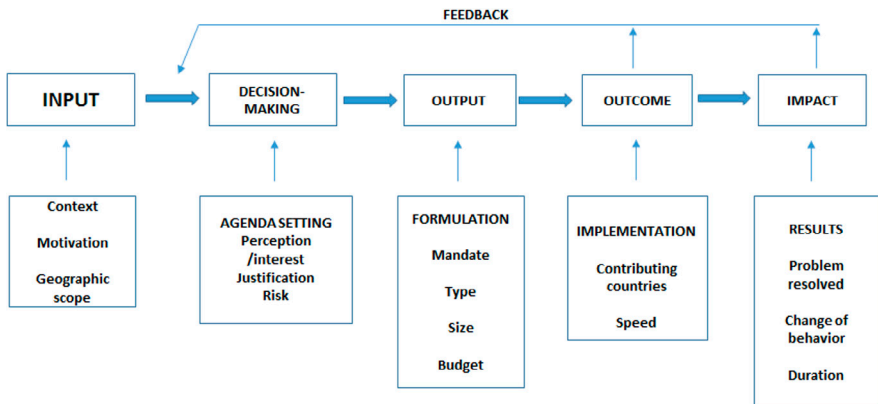 FEEDBACK
INPUT
DECISION-
MAKING
OUTPUT
OUTCOME
IMPACT
Context
Motivation
Geographic
scope
AGENDA SETTING
Perception
/interest
Justification
Risk
FORMULATION
Mandate
Type
Size
Budget
IMPLEMENTATION
Contributing
countries
Speed
RESULTS
Problem
resolved
Change of
behavior
Duration